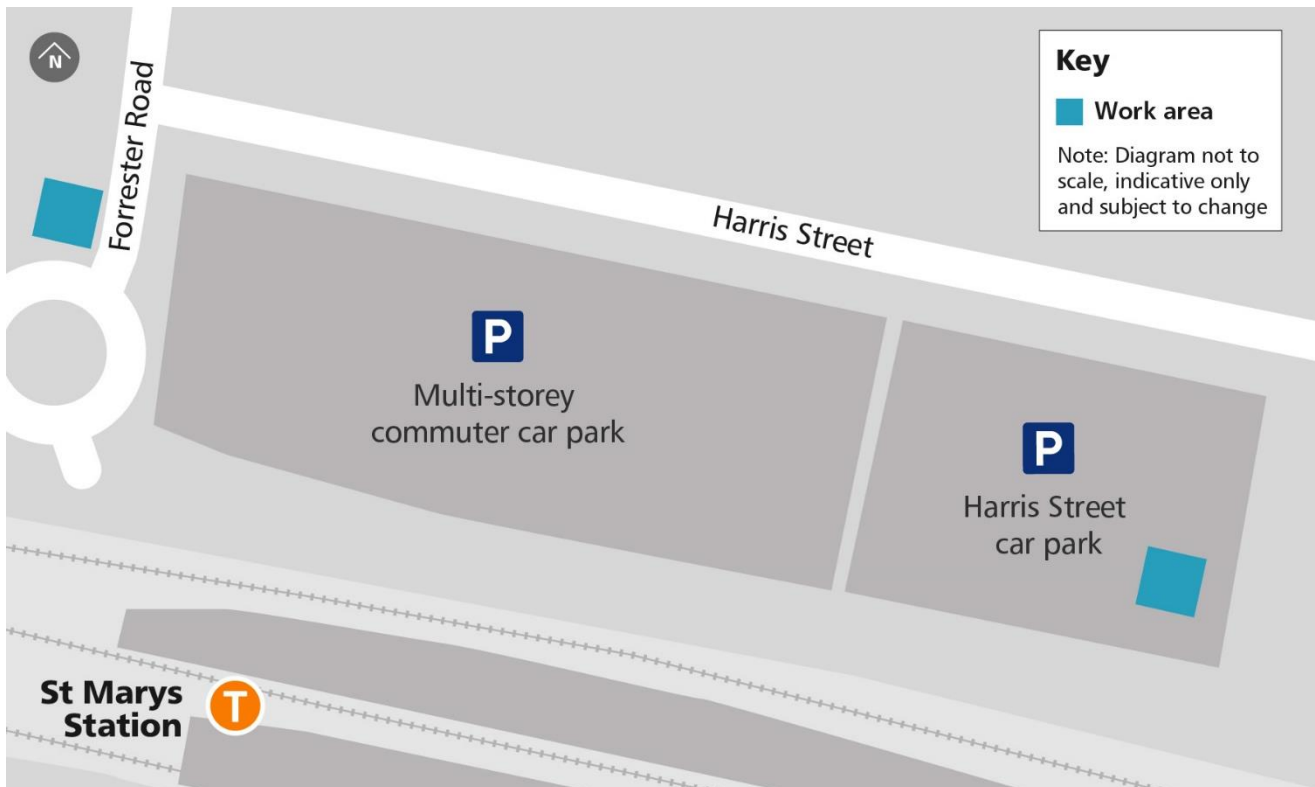 N
Forrester Road
Harris Street
Key
Work area
Note: Diagram not to
scale, indicative only
and subject to change
P
Multi-storey
commuter car park
P
Harris Street
car park
St Marys
Station
T